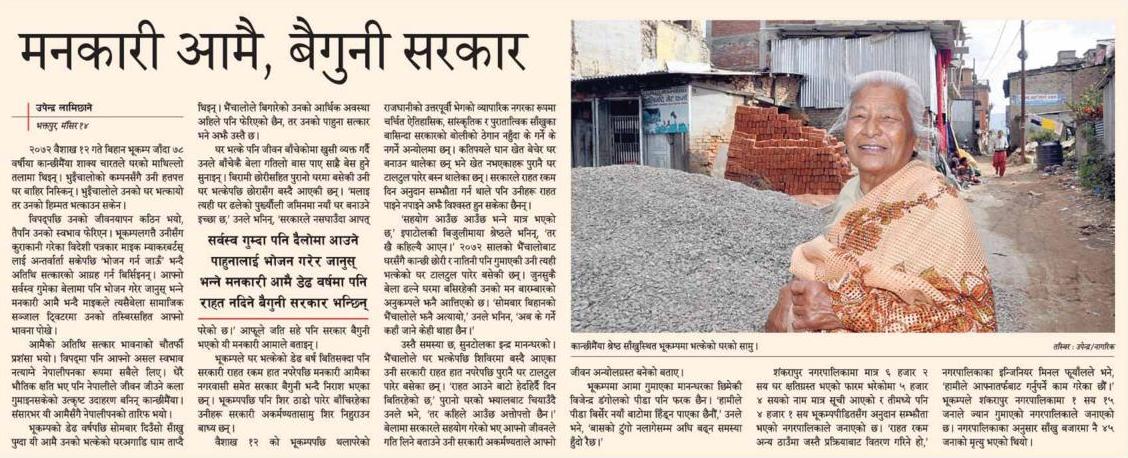 मनकारी आमै, बैगुनी सरकार
उपेन्द्र लामिछाने
भक्तपुर, मंसिर १४
२०७२ वैशाख १२ गते बिहान भूकम्प जाँदा ७८
वर्षीया कान्छीमैंया शाक्य चारतले घरको माथिल्लो
तलामा थिइन्। भुइँचालोको कम्पनसँगै उनी हत्तपत्त
घर बाहिर निस्किन्। भुइँचालोले उनको घर भत्कायो
तर उनको हिम्मत भत्काउन सकेन।
विपद्पछि उनको जीवनयापन कठिन भयो,
तैपनि उनको स्वभाव फेरिएन। भूकम्पलगत्तै उनीसँग
कुराकानी गरेका विदेशी पत्रकार माइक म्याकबर्टस्
लाई अन्तर्वार्ता सकेपछि 'भोजन गर्न जाऊँ' भन्दै
अतिथि सत्कारको आग्रह गर्न बिर्सिइनन्। आफ्नो
सर्वस्व गुमेका बेलामा पनि भोजन गरेर जानुस् भन्ने
मनकारी आमै भन्दै माइकले त्यसैबेला सामाजिक
सञ्जाल ट्विटरमा उनको तस्बिरसहित आफ्नो
भावना पोखे।
आमैको अतिथि सत्कार भावनाको चौतर्फी
प्रशंसा भयो। विपद्मा पनि आफ्नो असल स्वभाव
नत्याग्ने नेपालीपनका रूपमा सबैले लिए। धेरै
भौतिक क्षति भए पनि नेपालीले जीवन जीउने कला
गुमाइनसकेको उत्कृष्ट उदाहरण बनिन् कान्छीमैंया।
संसारभर यी आमैसँगै नेपालीपनको तारिफ भयो।
भूकम्पको डेढ वर्षपछि सोमबार दिउँसो साँखु
पुग्दा यी आमै उनको भत्केको घरअगाडि घाम ताप्दै
थिइन्। भैंचालोले बिगारेको उनको आर्थिक अवस्था
अहिले पनि फेरिएको छैन, तर उनको पाहुना सत्कार
भने अझै उस्तै छ।
घर भत्के पनि जीवन बाँचेकोमा खुसी व्यक्त गर्दै
उनले बाँचेकै बेला गतिलो बास पाए साह्रै बेस हुने
सुनाइन्। बिरामी छोरीसहित पुरानो घरमा बसेकी उनी
घर भत्केपछि छोरासँग बस्दै आएकी छन्। 'मलाई
त्यही घर ढलेको पुर्ख्यौली जमिनमा नयाँ घर बनाउने
इच्छा छ,' उनले भनिन्, 'सरकारले नसघाउँदा आपत्
सर्वस्व गुम्दा पनि दैलोमा आउने
पाहुनालाई भोजन गरेर जानुस्
भन्ने मनकारी आमै डेढ वर्षमा पनि
राहत नदिने बैगुनी सरकार भन्छिन्
परेको छ।' आफूले जति सहे पनि सरकार बैगुनी
भएको यी मनकारी आमाले बताइन्।
भूकम्पले घर भत्केको डेढ वर्ष बितिसक्दा पनि
सरकारी राहत रकम हात नपरेपछि मनकारी आमैका
नगरवासी समेत सरकार बैगुनी भन्दै निराश भएका
छन्। भूकम्पपछि पनि शिर ठाडो पारेर बाँचिरहेका
उनीहरू सरकारी अकर्मण्यतासामु शिर निहुराउन
बाध्य छन्।
वैशाख १२ को भूकम्पपछि थलापरेको
राजधानीको उत्तरपूर्वी भेगको व्यापारिक नगरका रूपमा
चर्चित ऐतिहासिक, सांस्कृतिक र पुरातात्विक साँखुका
बासिन्दा सरकारको बोलीको ठेगान नहुँदा के गर्ने के
नगर्ने अन्योलमा छन्। कतिपयले धान खेत बेचेर घर
बनाउन थालेका छन् भने खेत नभएकाहरू पुरानै घर
टालटुल पारेर बस्न थालेका छन्। सरकारले राहत रकम
दिन अनुदान सम्झौता गर्न थाले पनि उनीहरू राहत
पाइने नपाइने अझै विश्वस्त हुन सकेका छैनन्।
'सहयोग आउँछ आउँछ भन्ने मात्र भएको
छ,' इपाटोलकी बिजुलीमाया श्रेष्ठले भनिन्, 'तर
खै कहिल्यै आएन।' २०७२ सालको भैंचालोबाट
घरसँगै कान्छी छोरी र नातिनी पनि गुमाएकी उनी त्यही
भत्केको घर टालटुल पारेर बसेकी छन्। जुनसुकै
बेला ढल्ने घरमा बसिरहेकी उनको मन बारम्बारको
अनुकम्पले झनै आत्तिएको छ। 'सोमबार बिहानको
भैंचालोले झनै अत्यायो,' उनले भनिन्, 'अब के गर्ने
कहाँ जाने केही थाहा छैन।'
उस्तै समस्या छ, सुनटोलका इन्द्र मानन्धरको।
भैंचालोले घर भत्केपछि शिविरमा बस्दै आएका
उनी सरकारी राहत हात नपरेपछि पुरानै घर टालटुल
पारेर बसेका छन्। 'राहत आउने बाटो हेर्दाहेर्दै दिन
बितिरहेको छ,' पुरानो घरको भ्यालबाट चियाउँदै
उनले भने, 'तर कहिले आउँछ अत्तोपत्तो छैन।'
बेलामा सरकारले सहयोग गरेको भए आफ्नो जीवनले
गति लिने बताउने उनी सरकारी अकर्मण्यताले आफ्नो
कान्छीमैंया श्रेष्ठ साँखुस्थित भूकम्पमा भत्केको घरको सामु।
तस्बिर : उपेन्द्र/नागरिक
जीवन अन्योलग्रस्त बनेको बताए।
भूकम्पमा आमा गुमाएका मानन्धरका छिमेकी
विजेन्द्र डंगोलको पीडा पनि फरक छैन। 'हामीले
पीडा बिर्सेर नयाँ बाटोमा हिँड्न पाएका छैनौं,' उनले
भने, 'बासको टुंगो नलागेसम्म अघि बढ्न समस्या
हुँदो रैछ।'
शंकरापुर नगरपालिकामा मात्र ६ हजार २
सय घर क्षतिग्रस्त भएको फारम भरेकोमा ५ हजार
४ सयको नाम मात्र सूची आएको र तीमध्ये पनि
४ हजार १ सय भूकम्पपीडितसँग अनुदान सम्झौता
भएको नगरपालिकाले जनाएको छ। 'राहत रकम
अन्य ठाउँमा जस्तै प्रक्रियाबाट वितरण गरिने हो,'
नगरपालिकाका इन्जिनियर मिलन फूयाँलले भने,
'हामीले आफ्नातर्फबाट गर्नुपर्ने काम गरेका छौं।'
भूकम्पले शंकरापुर नगरपालिकामा १ सय १५
जनाले ज्यान गुमाएको नगरपालिकाले जनाएको
छ। नगरपालिकाका अनुसार साँखु बजारमा नै ४५
जनाको मृत्यु भएको थियो।